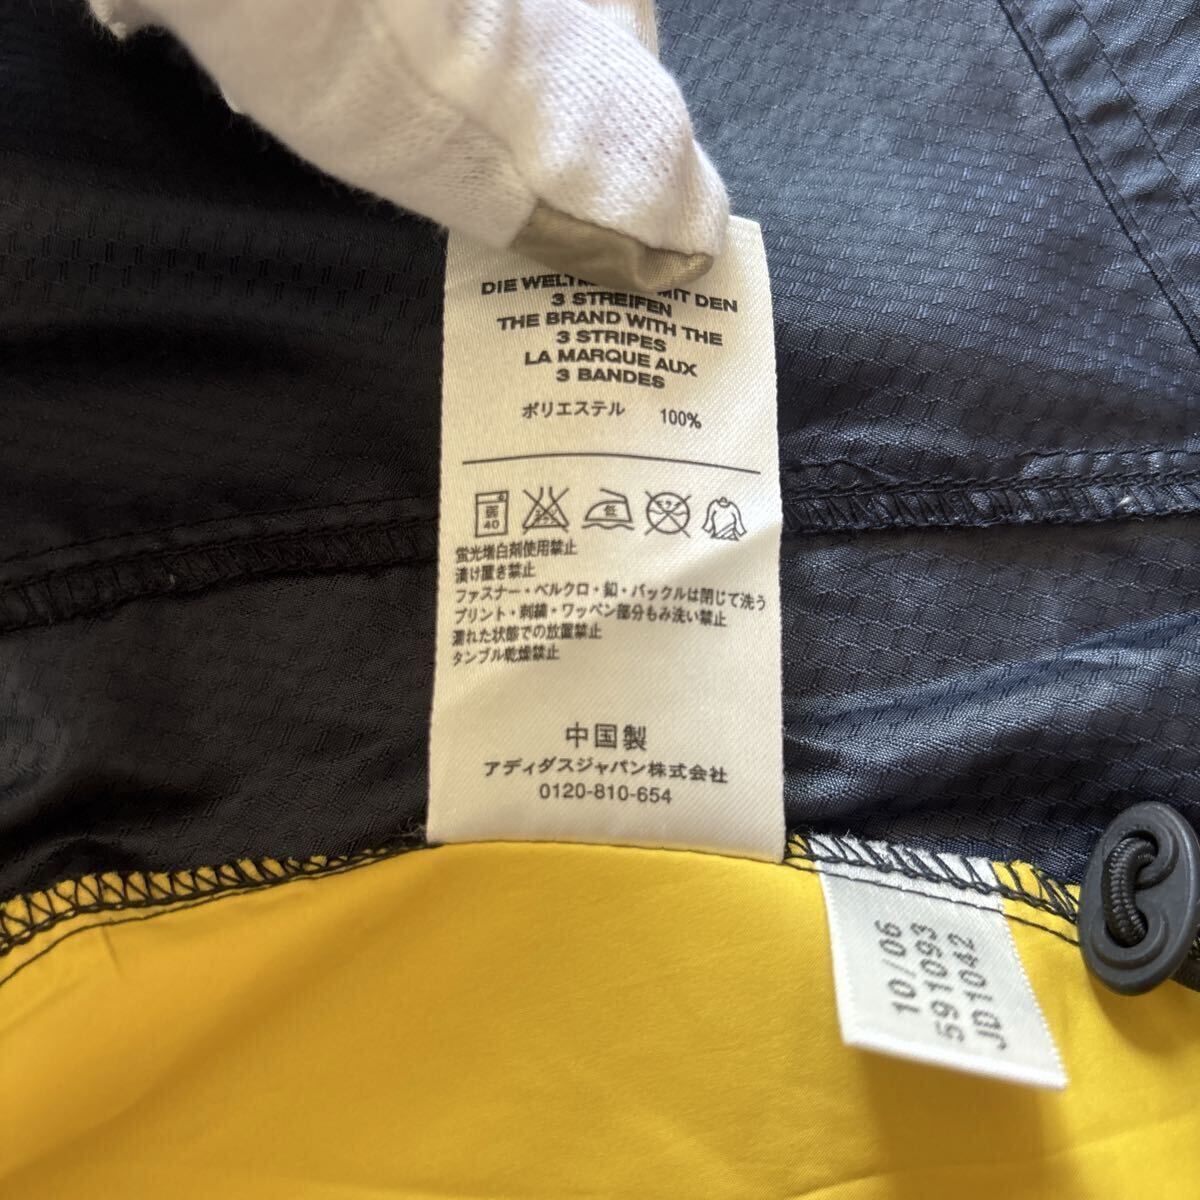 DIE MIT DEN
3 STREIFEN
THE BRAND WITH THE
3 STRIPES
LA MARQUE AUX
3 BANDES
ポリエステル 100%
弱 40 低
蛍光増白剤使用禁止
漬け置き禁止
ファスナー・ベルクロ・釦・バックルは閉じて洗う
プリント・刺繍・ワッペン部分もみ洗い禁止
濡れた状態での放置禁止
タンブル乾燥禁止
中国製
アディダスジャパン株式会社
0120-810-654
10/06
591093
JD1042